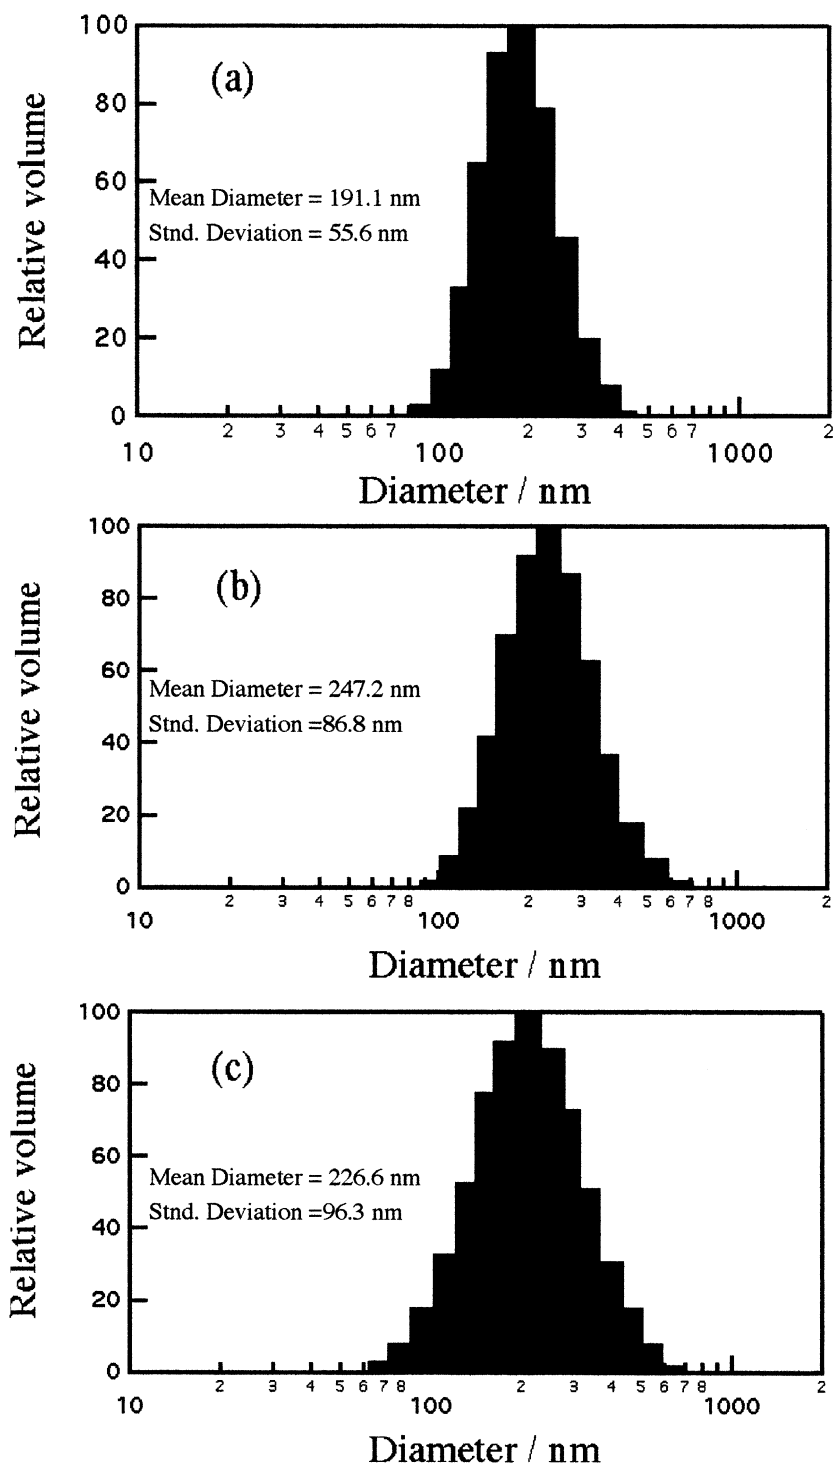 100
(a)
80
Relative volume
60
Mean Diameter = 191.1 nm
Stnd. Deviation = 55.6 nm
40
20
0
2 3 4 5 6 7 2 3 4 5 6 7 2
10 100 1000
Diameter / nm
100
(b)
80
Relative volume
60
Mean Diameter = 247.2 nm
Stnd. Deviation =86.8 nm
40
20
0
2 3 4 5 6 7 8 2 3 4 5 6 7 8 2
10 100 1000
Diameter / nm
100
(c)
80
Relative volume
60
Mean Diameter = 226.6 nm
Stnd. Deviation =96.3 nm
40
20
0
2 3 4 5 6 7 8 2 3 4 5 6 7 8 2
10 100 1000
Diameter / nm